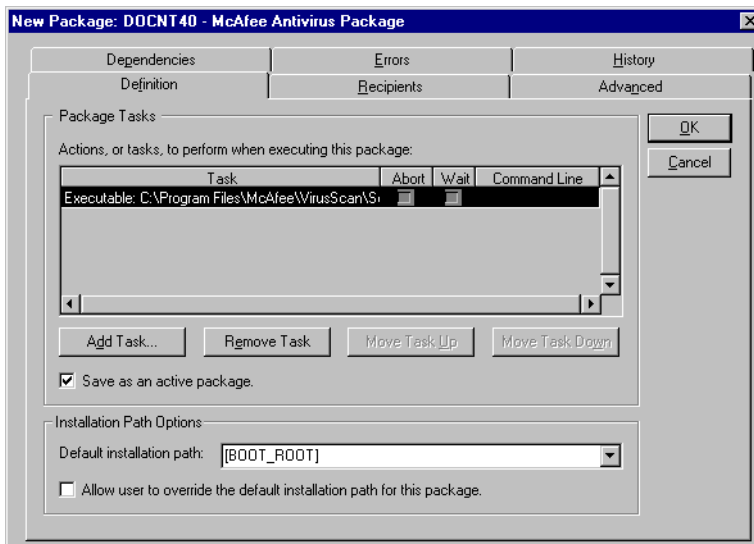 New Package: DOCNT40 - McAfee Antivirus Package
Dependencies Errors History
Definition Recipients Advanced
Package Tasks
OK
Actions, or tasks, to perform when executing this package:
Cancel
Task Abort Wait Command Line
Executable: C:\Program Files\McAfee\VirusScan\S
Add Task... Remove Task Move Task Up Move Task Down
Save as an active package.
Installation Path Options
Default installation path: [BOOT_ROOT]
Allow user to override the default installation path for this package.